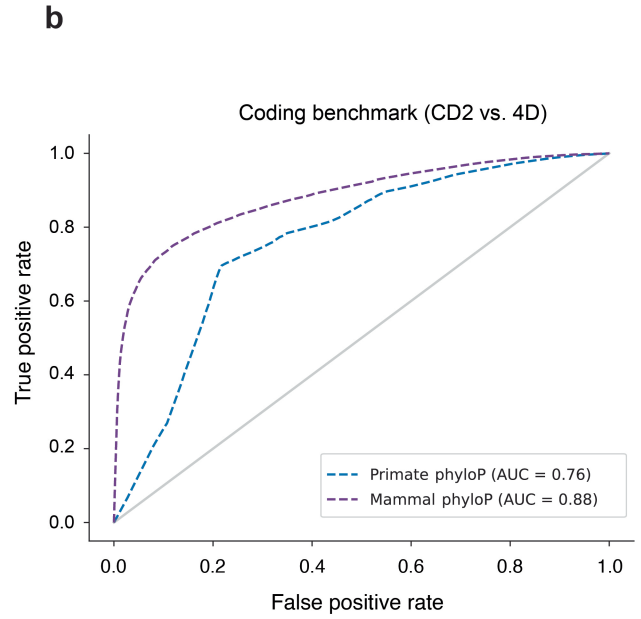 b
Coding benchmark (CD2 vs. 4D)
True positive rate
1.0
0.8
0.6
0.4
0.2
0.0
Primate phyloP (AUC = 0.76)
Mammal phyloP (AUC = 0.88)
0.0 0.2 0.4 0.6 0.8 1.0
False positive rate